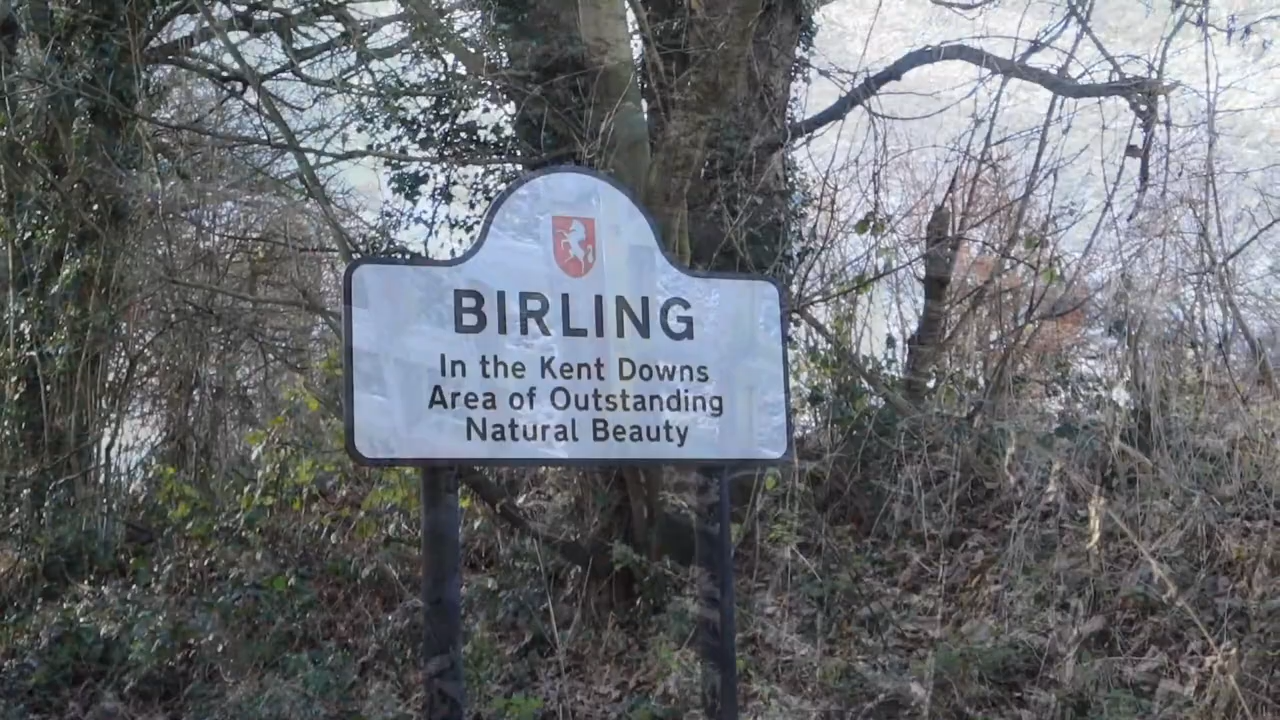 BIRLING
In the Kent Downs
Area of Outstanding
Natural Beauty